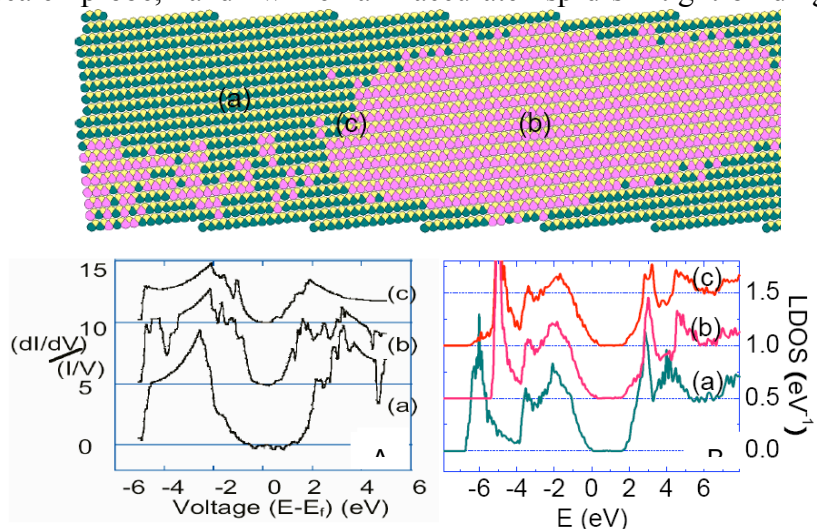 (a)
(c)
(b)
15
10
5
0
(c)
(b)
(a)
(dI/dV)
(I/V)
-6 -4 -2 0 2 4 6
Voltage (E-Ef) (eV)
(c)
(b)
(a)
1.5
1.0
0.5
0.0
LDOS (eV⁻¹)
-6 -4 -2 0 2 4 6
E (eV)